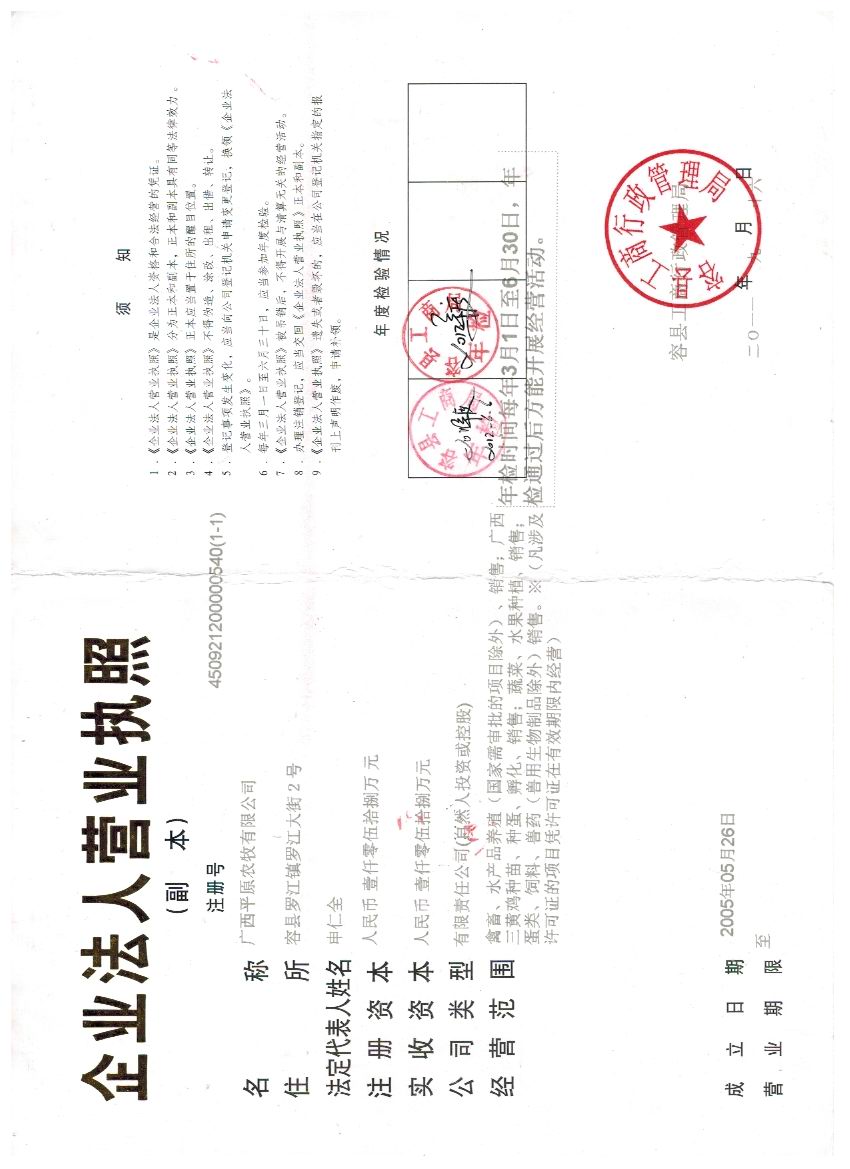 企业法人营业执照
(副 本)
注册号 450921200000540(1-1)
名 称 广西平原农牧有限公司
住 所 容县罗江镇罗江大街2号
法定代表人姓名 申仁全
注 册 资 本 人民币 壹仟零伍拾捌万 元
实 收 资 本 人民币 壹仟零伍拾捌万元
公 司 类 型 有限责任公司(自然人投资或控股)
经 营 范 围 禽畜、水产品养殖（国家需审批的项目除外）、销售；广西
三黄鸡种苗、种蛋、孵化、销售；蔬菜、水果种植、销售；
蛋类、饲料、兽药（兽用生物制品除外）销售。※（凡涉及
许可证的项目凭许可证在有效期限内经营）
成 立 日 期 2005年05月26日
营 业 期 限 至
须 知
1．《企业法人营业执照》是企业法人资格和合法经营的凭证。
2．《企业法人营业执照》分为正本和副本，正本和副本具有同等法律效力。
3．《企业法人营业执照》正本应当置于住所的醒目位置。
4．《企业法人营业执照》不得伪造、涂改、出租、出借、转让。
5．登记事项发生变化，应当向公司登记机关申请变更登记，换领《企业法
人营业执照》。
6．每年三月一日至六月三十日，应当参加年度检验。
7．《企业法人营业执照》被吊销后，不得开展与清算无关的经营活动。
8．办理注销登记，应当交回《企业法人营业执照》正本和副本。
9．《企业法人营业执照》遗失或者毁坏的，应当在公司登记机关指定的报
刊上声明作废，申请补领。
年度检验情况
容县工商
年检
2012.6.6
工商
年检
年检时间每年3月1日至6月30日，年
检通过后方能开展经营活动。
容县工商行政管理局
工商行政管理局
二〇一一 年 九 月 十六 日